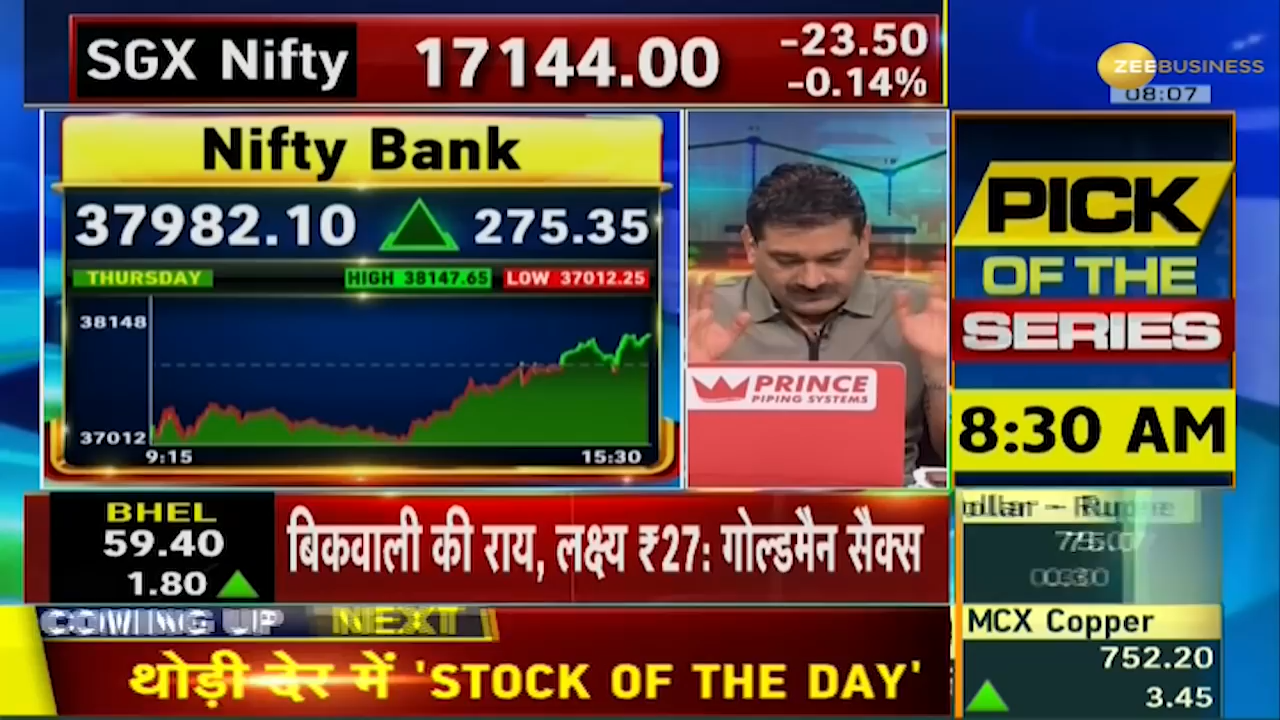 SGX Nifty 17144.00 -23.50
-0.14%
ZEEBUSINESS
08:07
Nifty Bank
37982.10 275.35
THURSDAY HIGH 38147.65 LOW 37012.25
38148
37012
9:15 15:30
PRINCE
PIPING SYSTEMS
PICK
OF THE
SERIES
8:30 AM
BHEL
59.40
1.80
बिकवाली की राय, लक्ष्य ₹27: गोल्डमैन सैक्स
COMING UP NEXT
थोड़ी देर में 'STOCK OF THE DAY'
MCX Copper
752.20
3.45